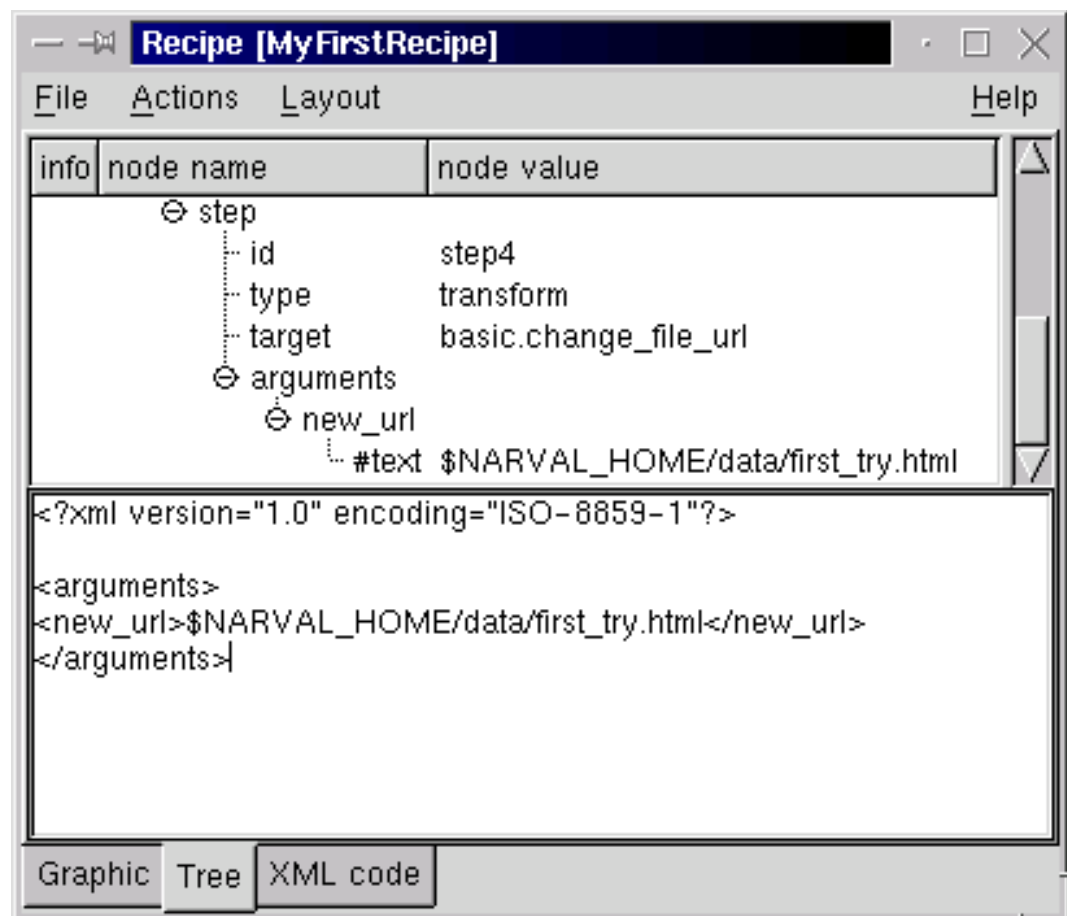 Recipe [MyFirstRecipe]
File Actions Layout Help
info node name node value
step
id step4
type transform
target basic.change_file_url
arguments
new_url
#text $NARVAL_HOME/data/first_try.html
<?xml version="1.0" encoding="ISO-8859-1"?>
<arguments>
<new_url>$NARVAL_HOME/data/first_try.html</new_url>
</arguments>
Graphic Tree XML code